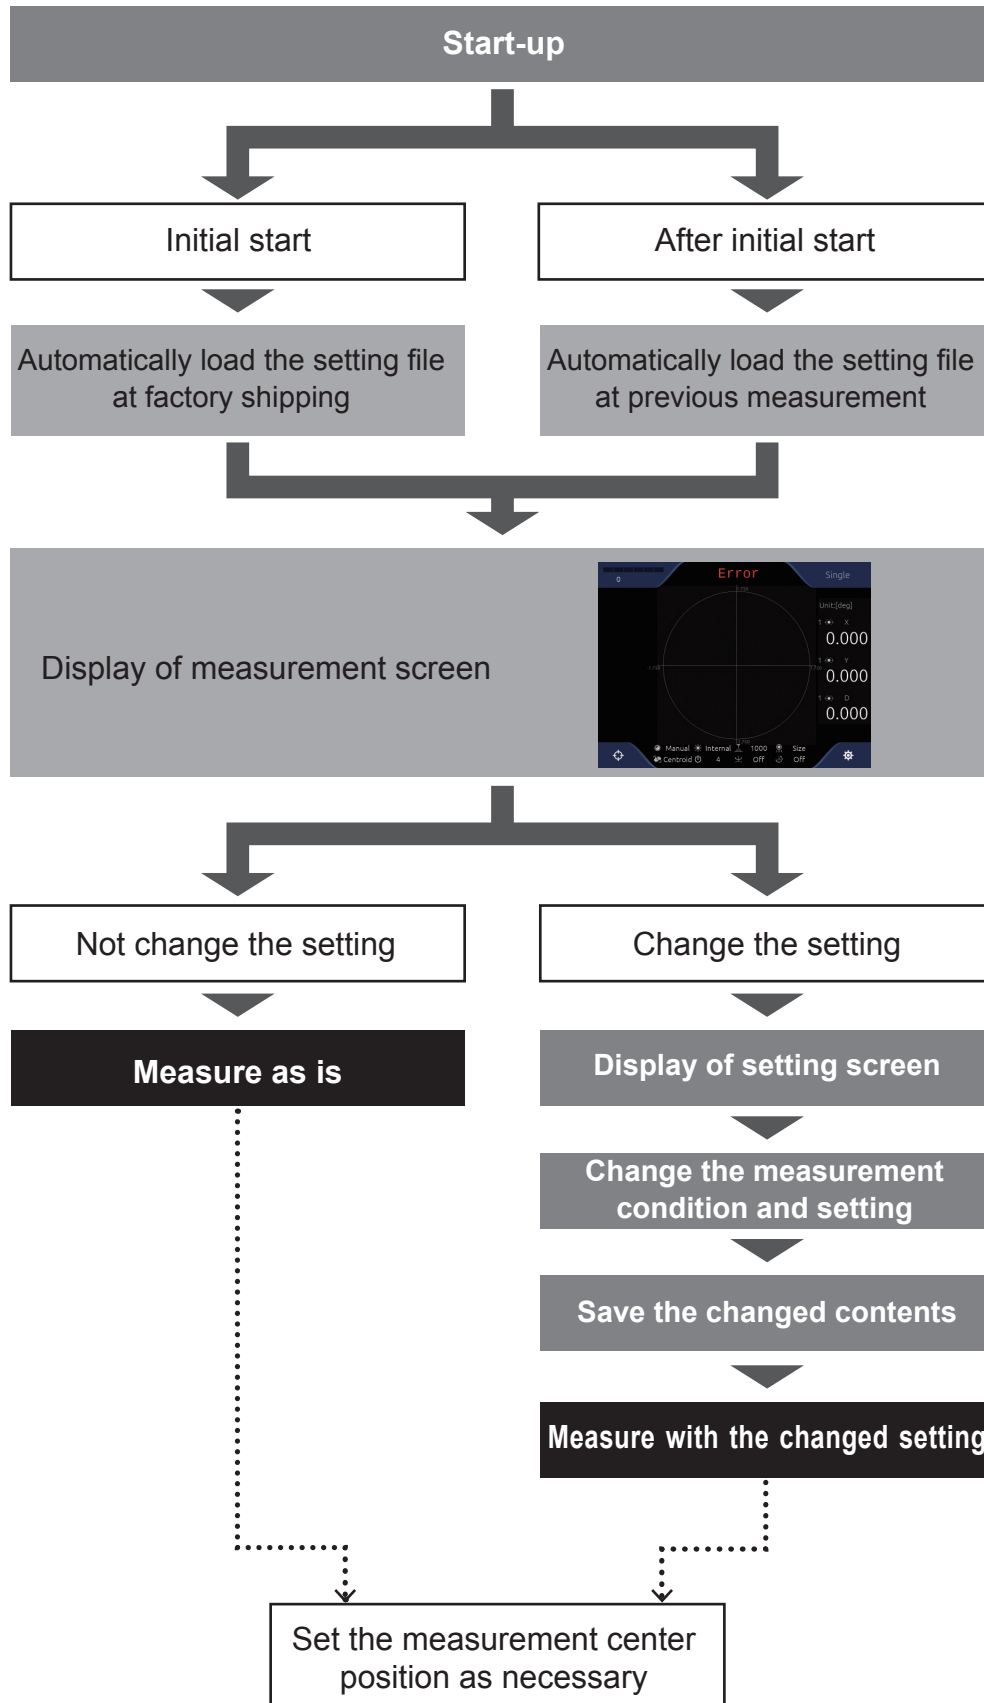 Start-up
Initial start
After initial start
Automatically load the setting file
at factory shipping
Automatically load the setting file
at previous measurement
Display of measurement screen
0
Error
Single
Unit:[deg]
1 X
0.000
1 Y
0.000
1 D
0.000
Manual Internal 1000 Size
Centroid 4 Off Off
Not change the setting
Change the setting
Measure as is
Display of setting screen
Change the measurement
condition and setting
Save the changed contents
Measure with the changed setting
Set the measurement center
position as necessary